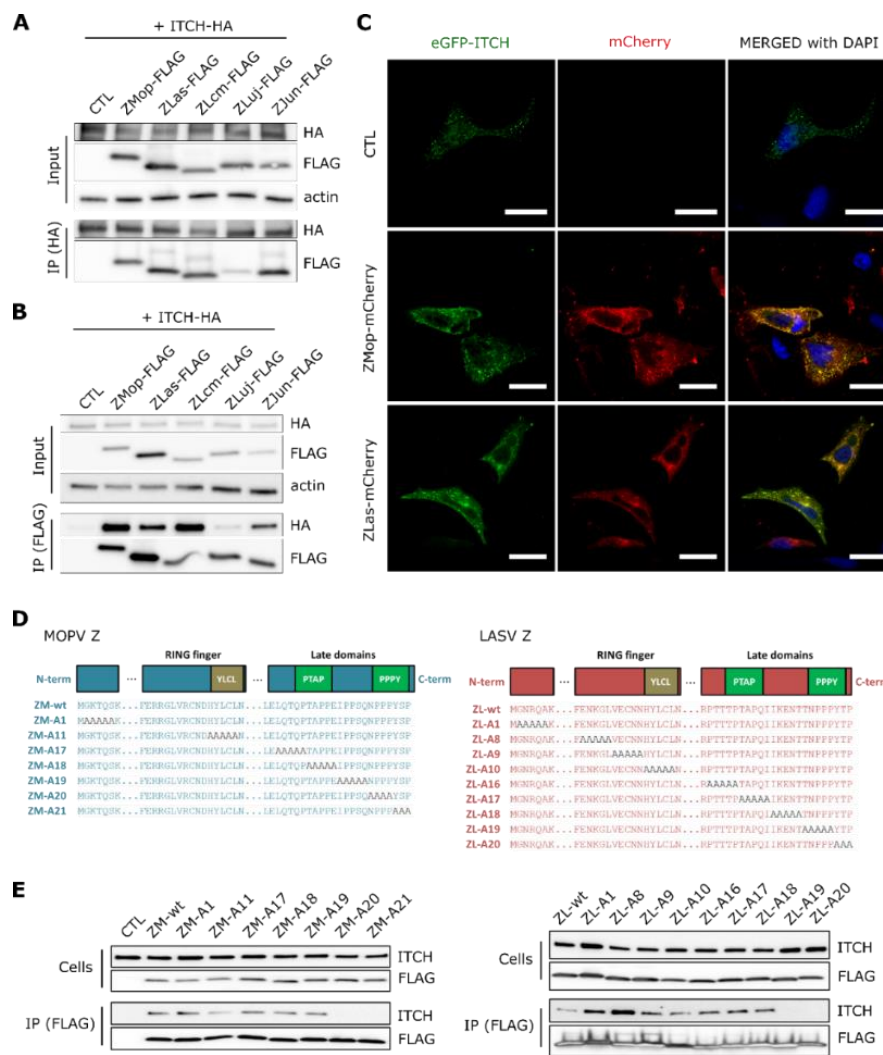 A
+ ITCH-HA
CTL
ZMop-FLAG
ZLas-FLAG
ZLcm-FLAG
ZLuj-FLAG
ZJun-FLAG
Input
HA
FLAG
actin
IP (HA)
HA
FLAG
B
+ ITCH-HA
CTL
ZMop-FLAG
ZLas-FLAG
ZLcm-FLAG
ZLuj-FLAG
ZJun-FLAG
Input
HA
FLAG
actin
IP (FLAG)
HA
FLAG
C
eGFP-ITCH mCherry MERGED with DAPI
CTL
ZMop-mCherry
ZLas-mCherry
D
MOPV Z
RING finger Late domains
N-term ... YLCL ... PTAP PPPY C-term
ZM-wt MGKTQSK...FERRGLVRCNDHYLCLN...LELQTQPTAPPEIPPSQNPPPYSP
ZM-A1
ZM-A11
ZM-A17
ZM-A18
ZM-A19
ZM-A20
ZM-A21
LASV Z
RING finger Late domains
N-term ... YLCL ... PTAP PPPY C-term
ZL-wt MGNRQAK...FENKGLVECNNHYLCLN...RPTTTPTAPQIIKENTTNPPPYTP
ZL-A1
ZL-A8
ZL-A9
ZL-A10
ZL-A16
ZL-A17
ZL-A18
ZL-A19
ZL-A20
E
CTL
ZM-wt
ZM-A1
ZM-A11
ZM-A17
ZM-A18
ZM-A19
ZM-A20
ZM-A21
Cells
ITCH
FLAG
IP (FLAG)
ITCH
FLAG
ZL-wt
ZL-A1
ZL-A8
ZL-A9
ZL-A10
ZL-A16
ZL-A17
ZL-A18
ZL-A19
ZL-A20
Cells
ITCH
FLAG
IP (FLAG)
ITCH
FLAG